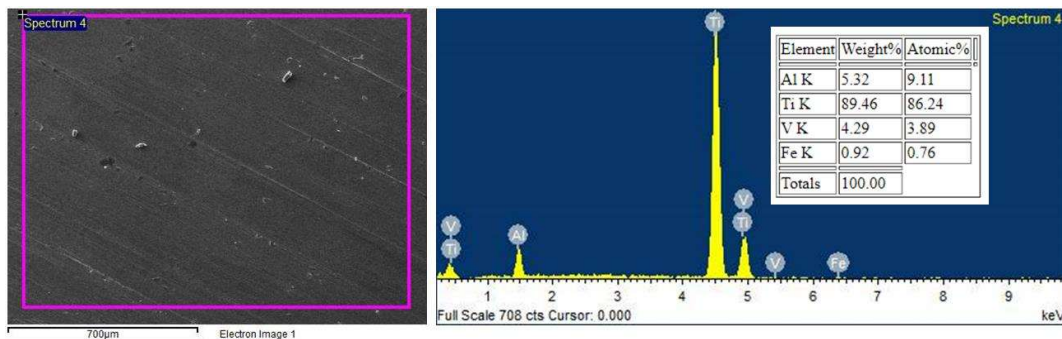 Spectrum 4
700µm
Electron Image 1
Spectrum 4
Ti
Element Weight% Atomic%
Al K 5.32 9.11
Ti K 89.46 86.24
V K 4.29 3.89
Fe K 0.92 0.76
Totals 100.00
V
Ti
Al
V
Ti
V
Fe
1 2 3 4 5 6 7 8 9
Full Scale 708 cts Cursor: 0.000
keV